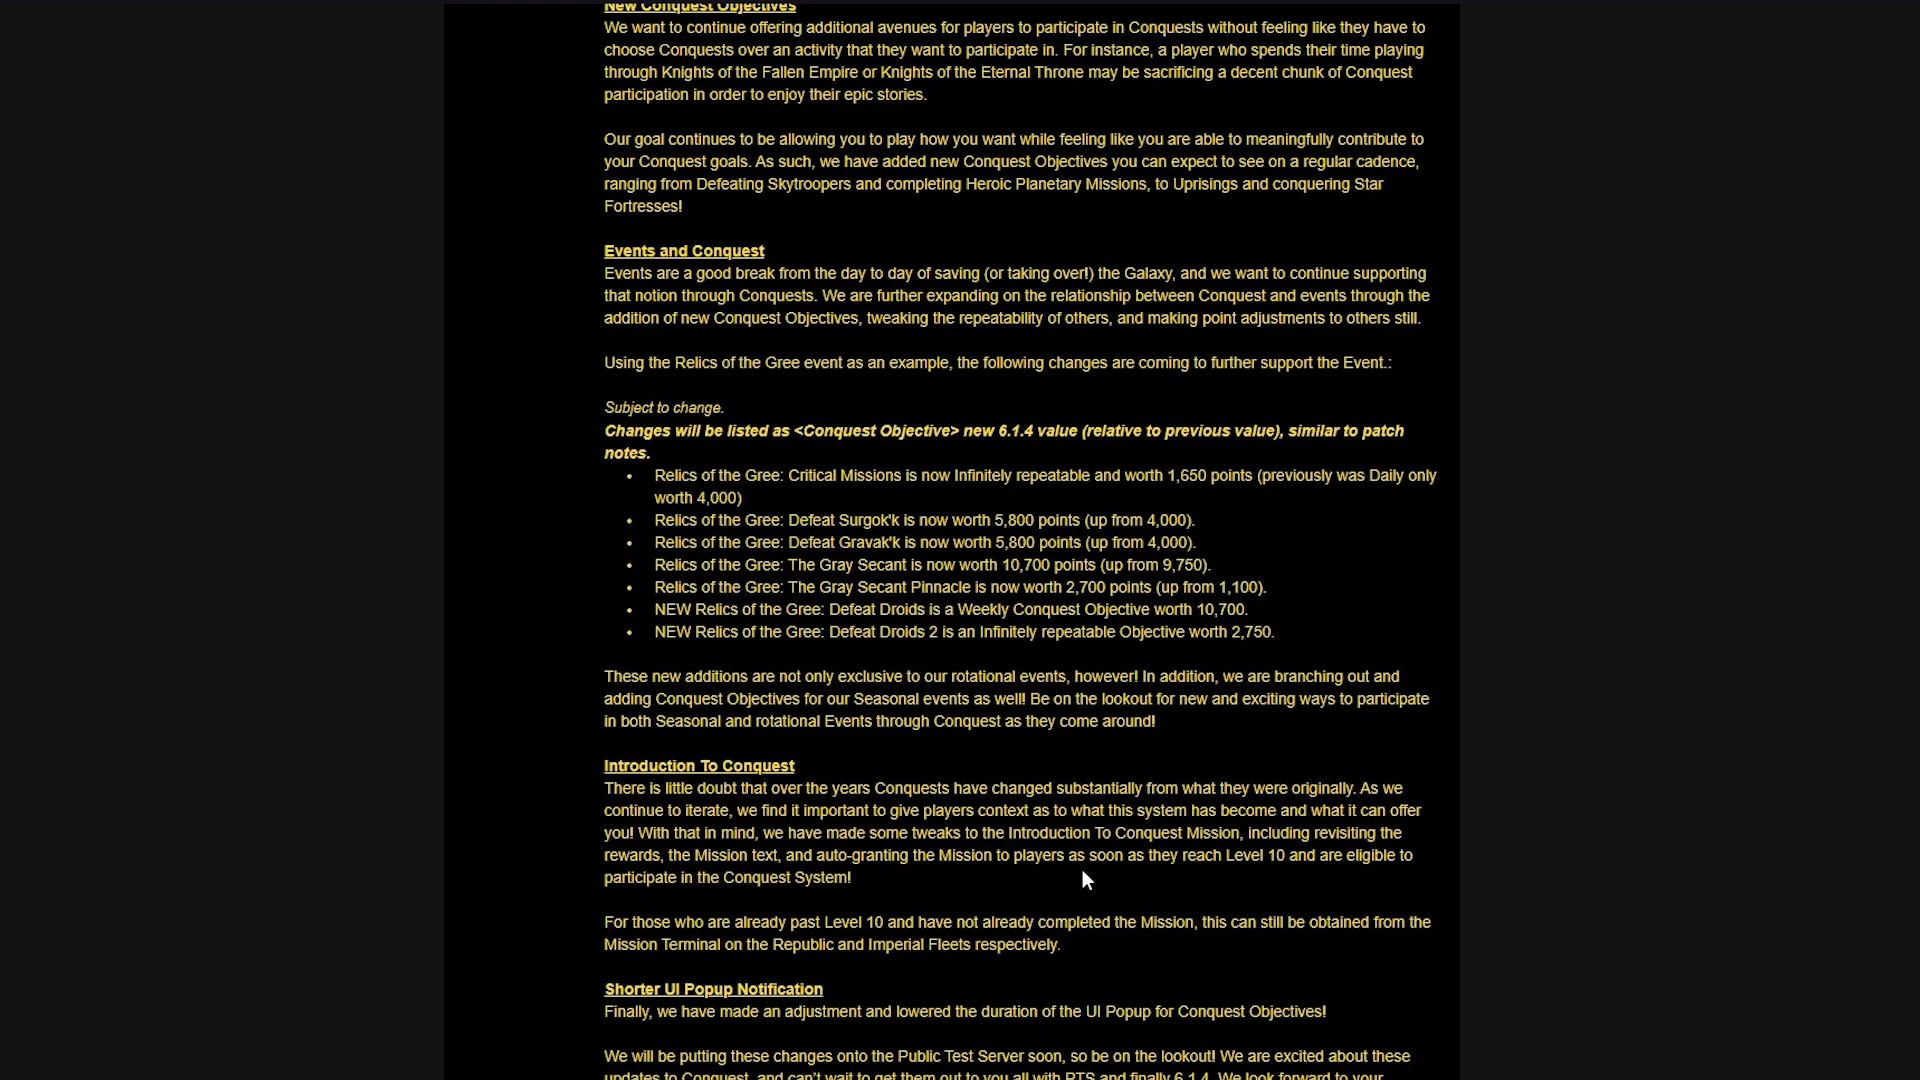 New Conquest Objectives
We want to continue offering additional avenues for players to participate in Conquests without feeling like they have to
choose Conquests over an activity that they want to participate in. For instance, a player who spends their time playing
through Knights of the Fallen Empire or Knights of the Eternal Throne may be sacrificing a decent chunk of Conquest
participation in order to enjoy their epic stories.
Our goal continues to be allowing you to play how you want while feeling like you are able to meaningfully contribute to
your Conquest goals. As such, we have added new Conquest Objectives you can expect to see on a regular cadence,
ranging from Defeating Skytroopers and completing Heroic Planetary Missions, to Uprisings and conquering Star
Fortresses!
Events and Conquest
Events are a good break from the day to day of saving (or taking over!) the Galaxy, and we want to continue supporting
that notion through Conquests. We are further expanding on the relationship between Conquest and events through the
addition of new Conquest Objectives, tweaking the repeatability of others, and making point adjustments to others still.
Using the Relics of the Gree event as an example, the following changes are coming to further support the Event.:
Subject to change.
Changes will be listed as <Conquest Objective> new 6.1.4 value (relative to previous value), similar to patch
notes.
• Relics of the Gree: Critical Missions is now Infinitely repeatable and worth 1,650 points (previously was Daily only
worth 4,000)
• Relics of the Gree: Defeat Surgok'k is now worth 5,800 points (up from 4,000).
• Relics of the Gree: Defeat Gravak'k is now worth 5,800 points (up from 4,000).
• Relics of the Gree: The Gray Secant is now worth 10,700 points (up from 9,750).
• Relics of the Gree: The Gray Secant Pinnacle is now worth 2,700 points (up from 1,100).
• NEW Relics of the Gree: Defeat Droids is a Weekly Conquest Objective worth 10,700.
• NEW Relics of the Gree: Defeat Droids 2 is an Infinitely repeatable Objective worth 2,750.
These new additions are not only exclusive to our rotational events, however! In addition, we are branching out and
adding Conquest Objectives for our Seasonal events as well! Be on the lookout for new and exciting ways to participate
in both Seasonal and rotational Events through Conquest as they come around!
Introduction To Conquest
There is little doubt that over the years Conquests have changed substantially from what they were originally. As we
continue to iterate, we find it important to give players context as to what this system has become and what it can offer
you! With that in mind, we have made some tweaks to the Introduction To Conquest Mission, including revisiting the
rewards, the Mission text, and auto-granting the Mission to players as soon as they reach Level 10 and are eligible to
participate in the Conquest System!
For those who are already past Level 10 and have not already completed the Mission, this can still be obtained from the
Mission Terminal on the Republic and Imperial Fleets respectively.
Shorter UI Popup Notification
Finally, we have made an adjustment and lowered the duration of the UI Popup for Conquest Objectives!
We will be putting these changes onto the Public Test Server soon, so be on the lookout! We are excited about these
updates to Conquest, and can't wait to get them out to you all with PTS and finally 6.1.4. We look forward to your